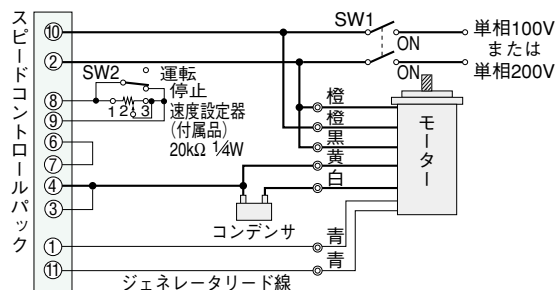 スピードコントロールパック
⑩
②
⑧
⑨
⑥
⑦
④
③
①
⑪
SW1
ON
ON
単相100V
または
単相200V
SW2
運転
停止
1 2 3
速度設定器
(付属品)
20kΩ 1/4W
橙
橙
黒
黄
白
青
青
モーター
コンデンサ
ジェネレータリード線